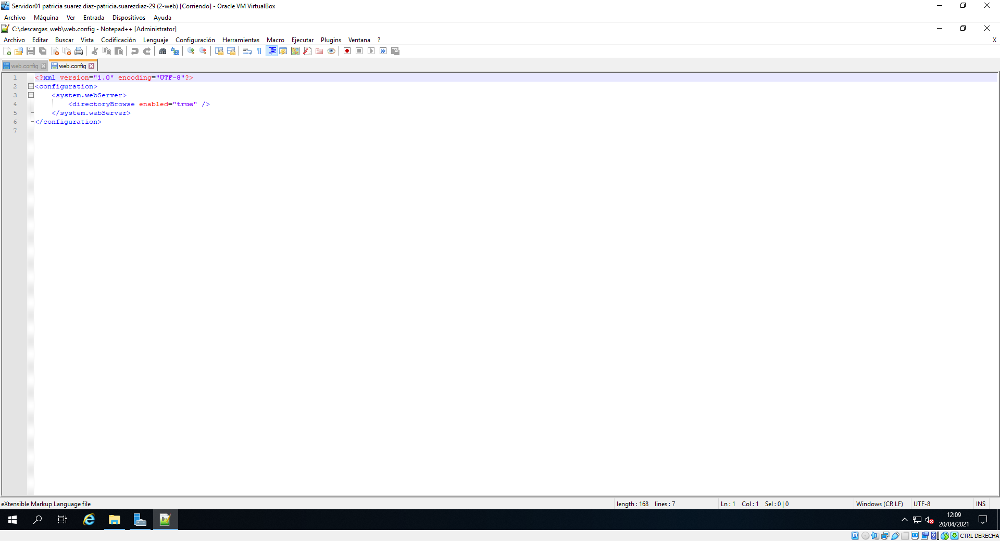 Servidor01 patricia suarez diaz-patricia.suarezdiaz-29 (2-web) [Corriendo] - Oracle VM VirtualBox
Archivo Máquina Ver Entrada Dispositivos Ayuda
C:\descargas_web\web.config - Notepad++ [Administrator]
Archivo Editar Buscar Vista Codificación Lenguaje Configuración Herramientas Macro Ejecutar Plugins Ventana ? X
web.config web.config
1 <?xml version="1.0" encoding="UTF-8"?>
2 <configuration>
3 <system.webServer>
4 <directoryBrowse enabled="true" />
5 </system.webServer>
6 </configuration>
7
eXtensible Markup Language file length : 168 lines : 7 Ln : 1 Col : 1 Sel : 0 | 0 Windows (CR LF) UTF-8 INS
12:09
20/04/2021
CTRL DERECHA